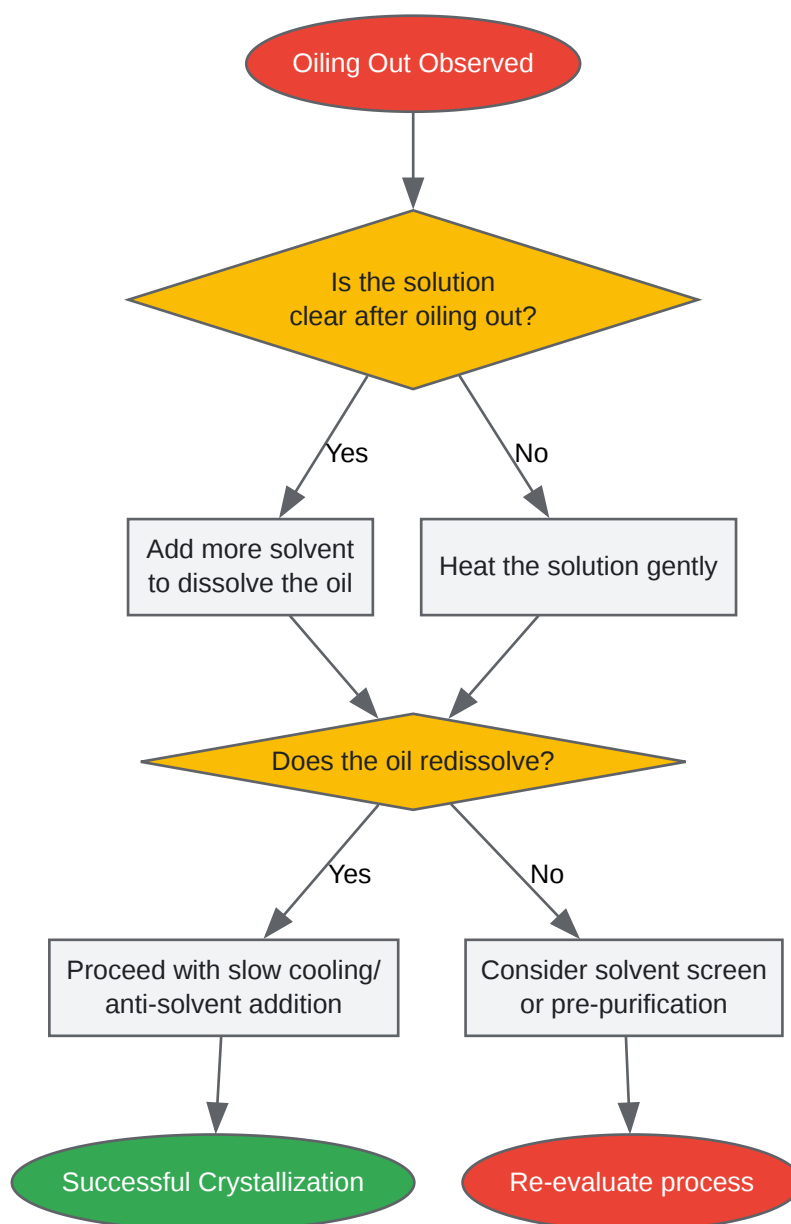 Oiling Out Observed
Is the solution
clear after oiling out?
Yes
No
Add more solvent
to dissolve the oil
Heat the solution gently
Does the oil redissolve?
Yes
No
Proceed with slow cooling/
anti-solvent addition
Consider solvent screen
or pre-purification
Successful Crystallization
Re-evaluate process